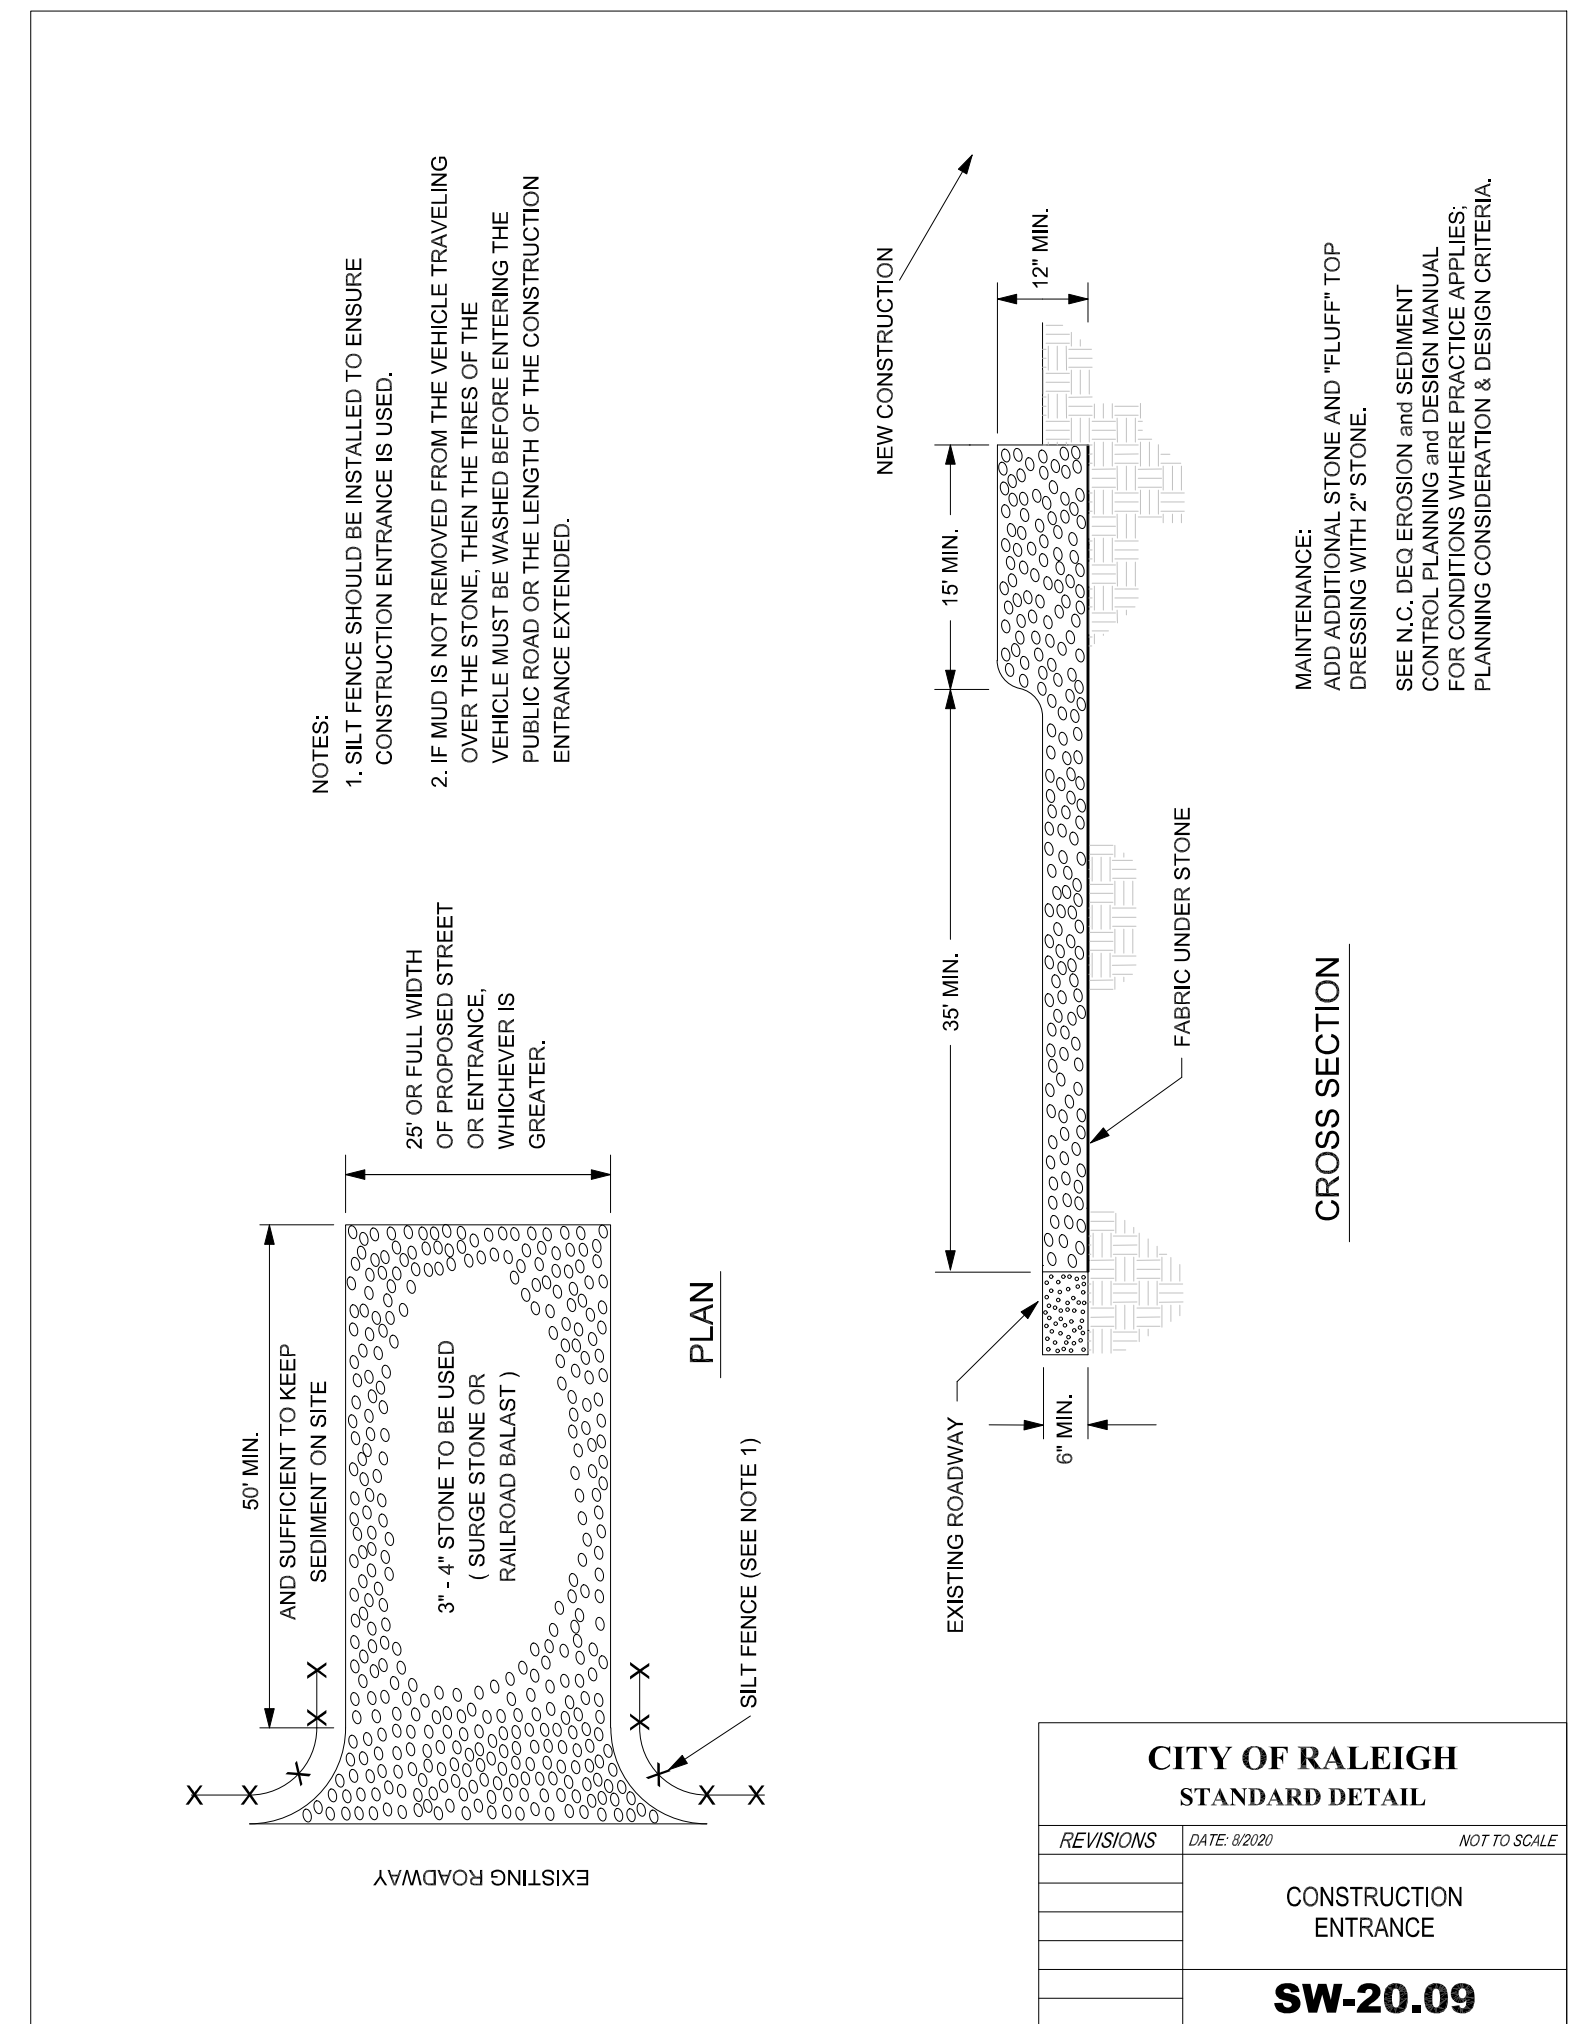 NOTES:
1. SILT FENCE SHOULD BE INSTALLED TO ENSURE
CONSTRUCTION ENTRANCE IS USED.
2. IF MUD IS NOT REMOVED FROM THE VEHICLE TRAVELING
OVER THE STONE, THEN THE TIRES OF THE
VEHICLE MUST BE WASHED BEFORE ENTERING THE
PUBLIC ROAD OR THE LENGTH OF THE CONSTRUCTION
ENTRANCE EXTENDED.
50' MIN.
AND SUFFICIENT TO KEEP
SEDIMENT ON SITE
25' OR FULL WIDTH
OF PROPOSED STREET
OR ENTRANCE,
WHICHEVER IS
GREATER.
3" - 4" STONE TO BE USED
( SURGE STONE OR
RAILROAD BALAST )
PLAN
SILT FENCE (SEE NOTE 1)
EXISTING ROADWAY
X X
X X
X
X X
X
X X
NEW CONSTRUCTION
12" MIN.
15' MIN.
35' MIN.
EXISTING ROADWAY
6" MIN.
FABRIC UNDER STONE
CROSS SECTION
MAINTENANCE:
ADD ADDITIONAL STONE AND "FLUFF" TOP
DRESSING WITH 2" STONE.
SEE N.C. DEQ EROSION and SEDIMENT
CONTROL PLANNING and DESIGN MANUAL
FOR CONDITIONS WHERE PRACTICE APPLIES;
PLANNING CONSIDERATION & DESIGN CRITERIA.
CITY OF RALEIGH
STANDARD DETAIL
REVISIONS
DATE: 8/2020
NOT TO SCALE
CONSTRUCTION
ENTRANCE
SW-20.09